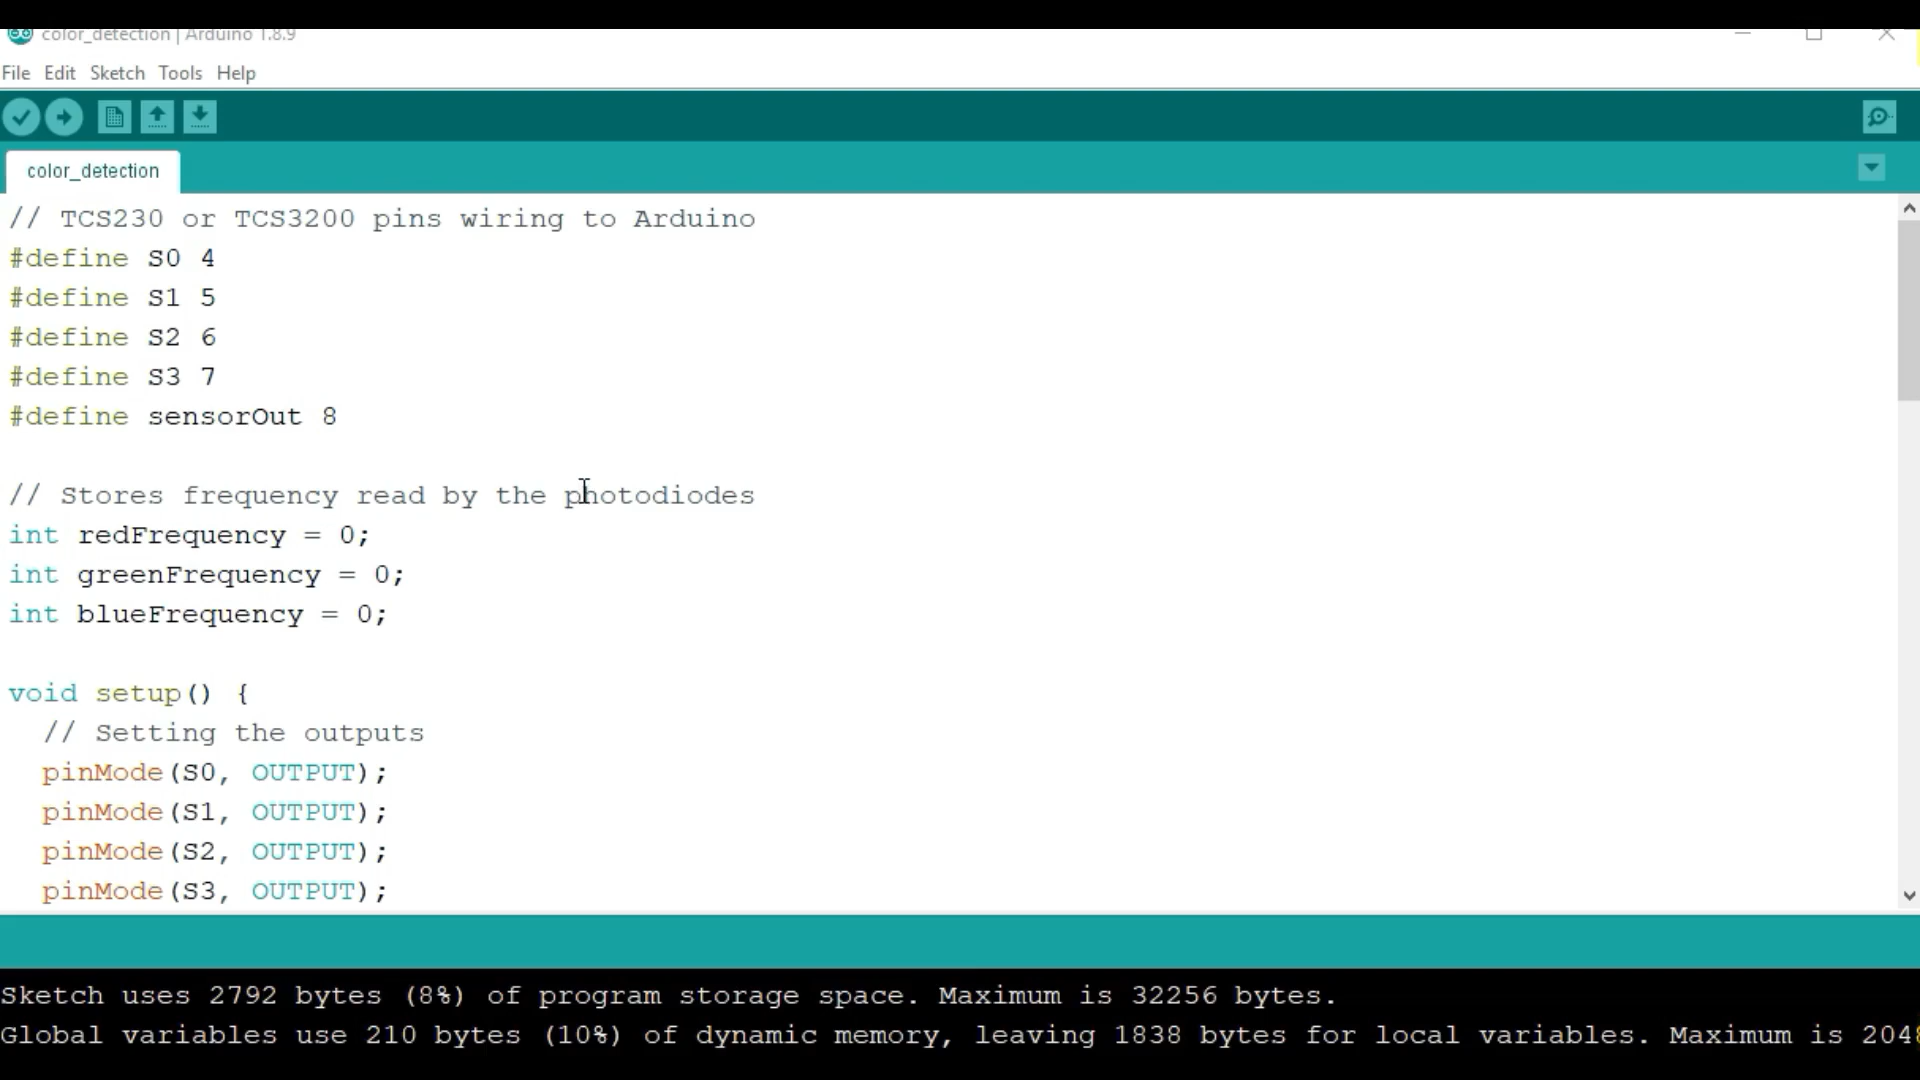 color_detection | Arduino 1.8.9
File Edit Sketch Tools Help
color_detection
// TCS230 or TCS3200 pins wiring to Arduino
#define S0 4
#define S1 5
#define S2 6
#define S3 7
#define sensorOut 8
// Stores frequency read by the photodiodes
int redFrequency = 0;
int greenFrequency = 0;
int blueFrequency = 0;
void setup() {
// Setting the outputs
pinMode(S0, OUTPUT);
pinMode(S1, OUTPUT);
pinMode(S2, OUTPUT);
pinMode(S3, OUTPUT);
Sketch uses 2792 bytes (8%) of program storage space. Maximum is 32256 bytes.
Global variables use 210 bytes (10%) of dynamic memory, leaving 1838 bytes for local variables. Maximum is 2048